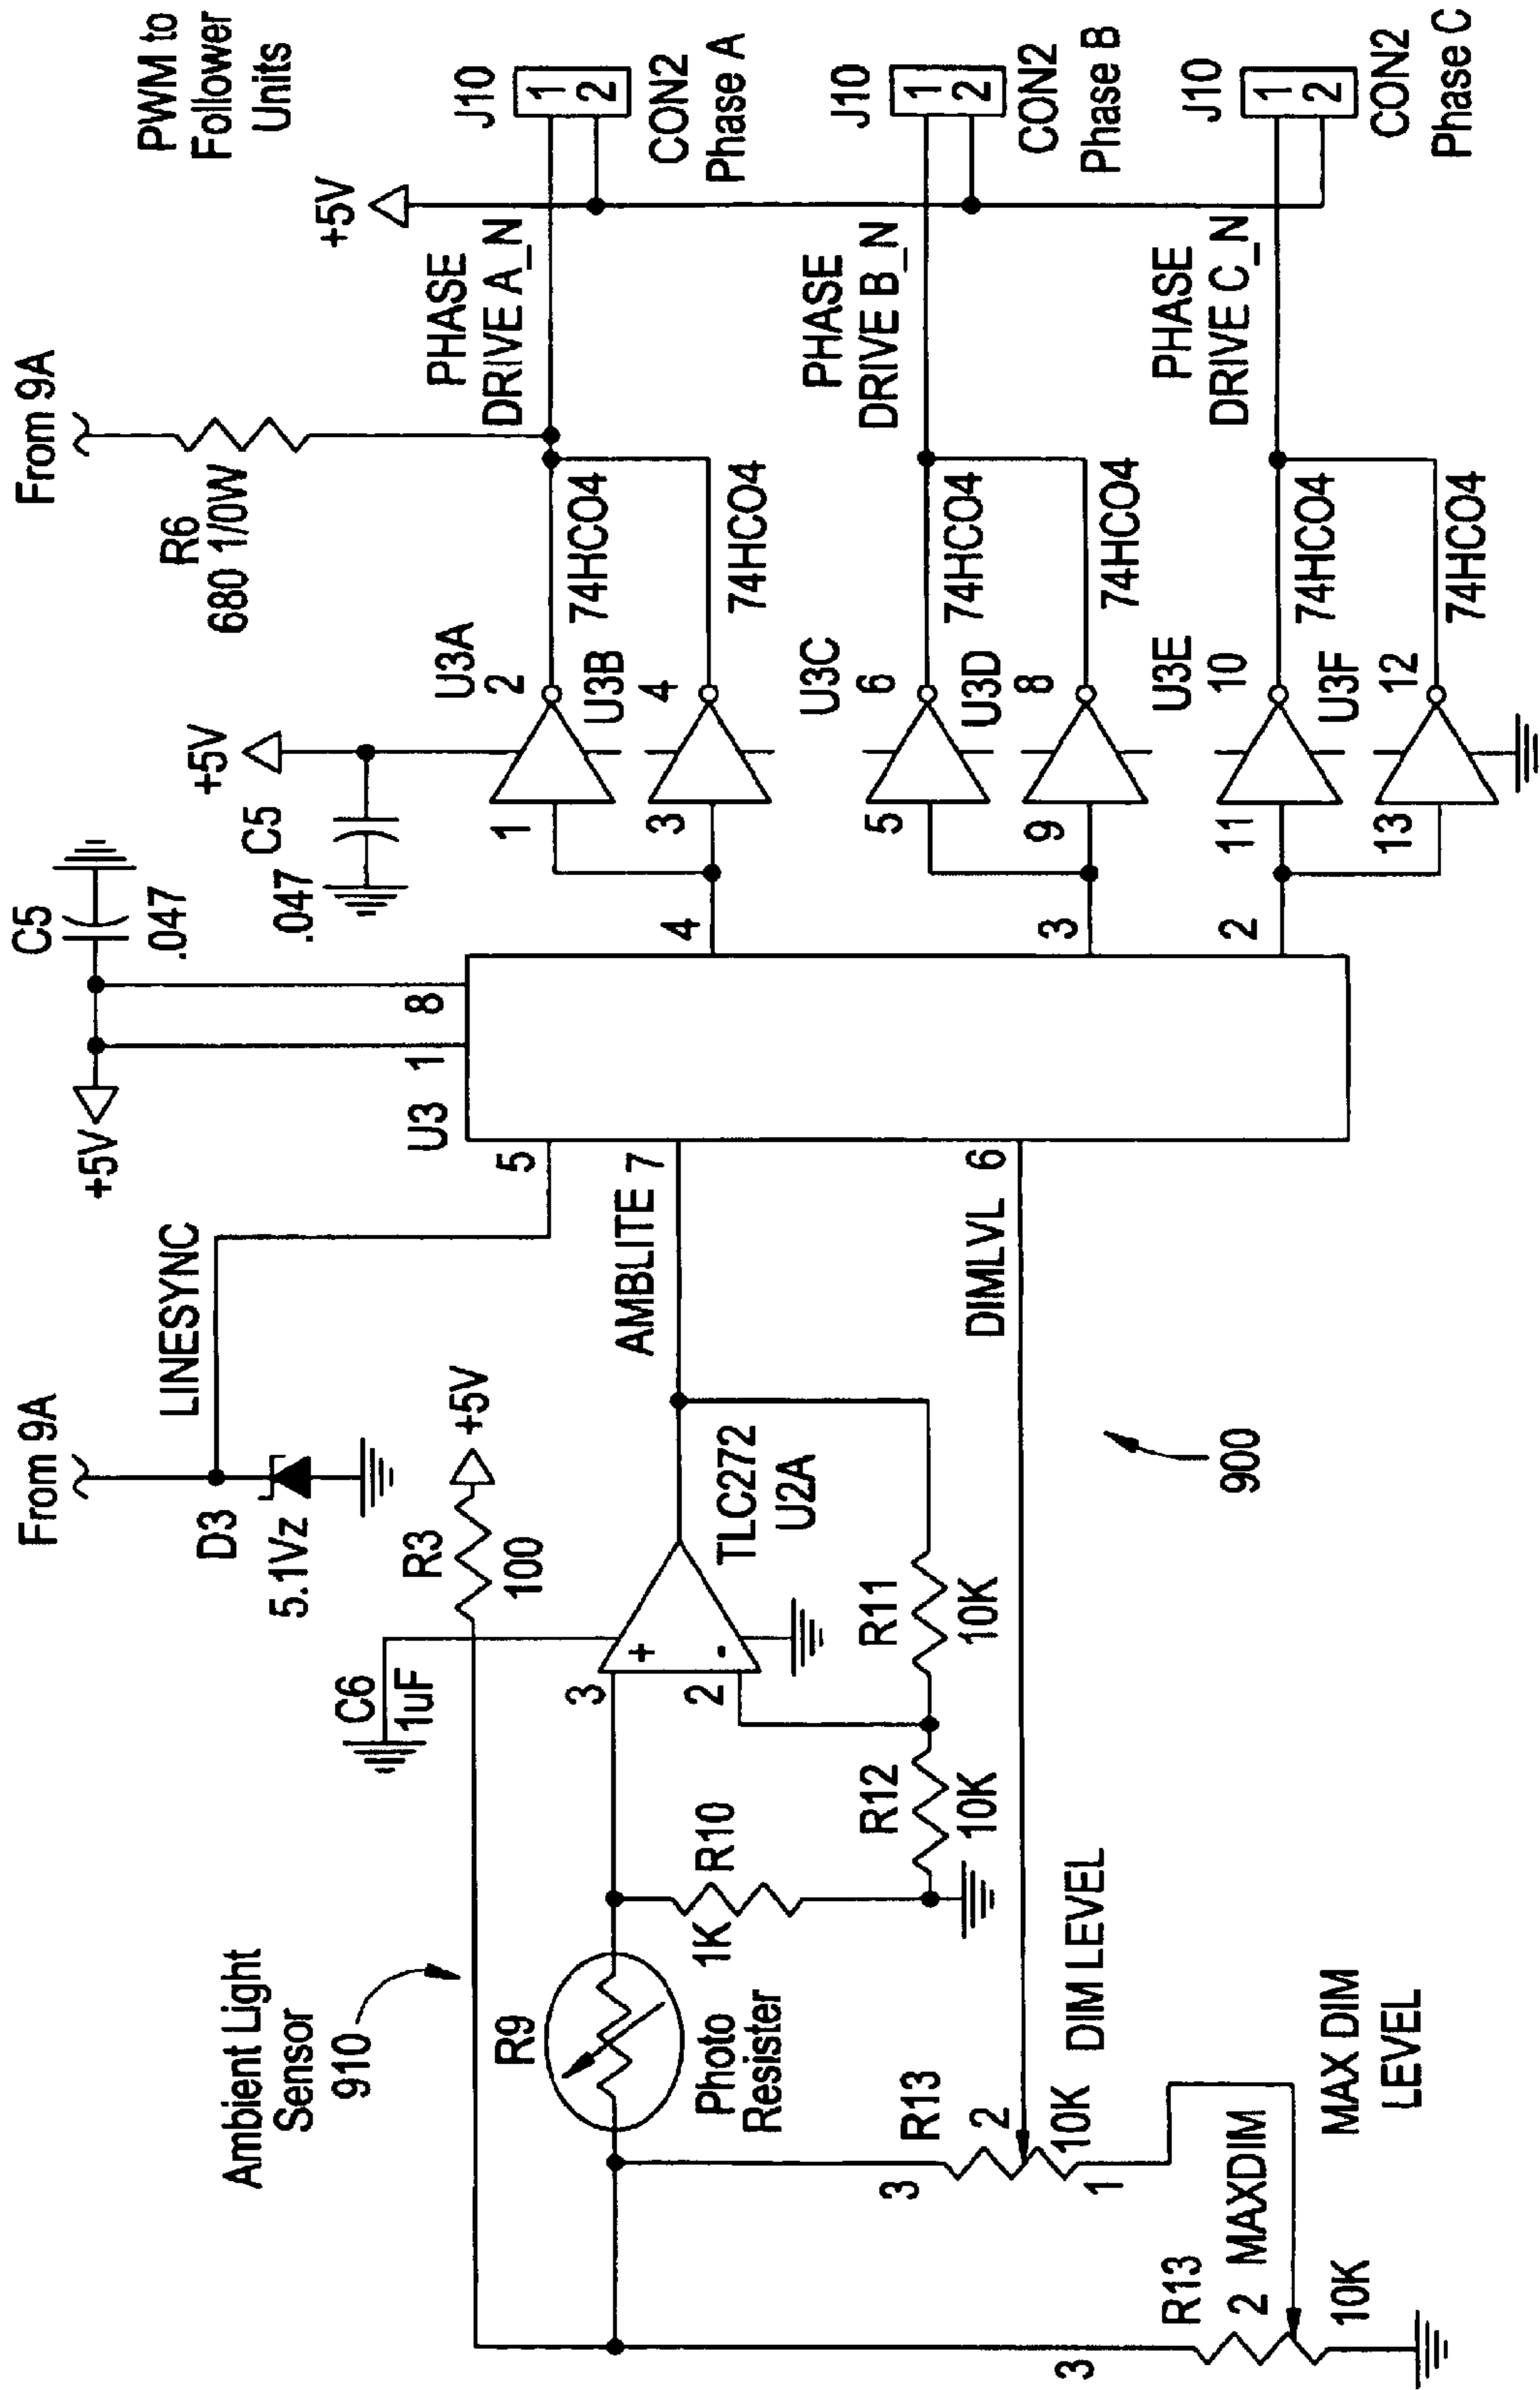 From 9A
PWM to
Follower
Units
C5
.047
+5V
+5V
C5
.047
R6
680 1/0W
+5V
J10
1
2
CON2
Phase A
PHASE
DRIVE A_N
From 9A
LINESYNC
D3
5.1Vz
U3
1
8
5
4
U3A
1
2
74HCO4
U3B
3
4
74HCO4
Ambient Light
Sensor
910
C6
1uF
R3
100
+5V
AMBLITE
7
3
+
2
-
TLC272
U2A
R9
Photo
Resister
R10
1K
R11
10K
R12
10K
3
U3C
5
6
74HCO4
U3D
9
8
74HCO4
PHASE
DRIVE B_N
J10
1
2
CON2
Phase B
R13
3
2
10K
1
DIM LEVEL
DIMLVL
6
2
U3E
11
10
74HCO4
U3F
13
12
74HCO4
PHASE
DRIVE C_N
J10
1
2
CON2
Phase C
R13
3
2
MAXDIM
10K
MAX DIM
LEVEL
900